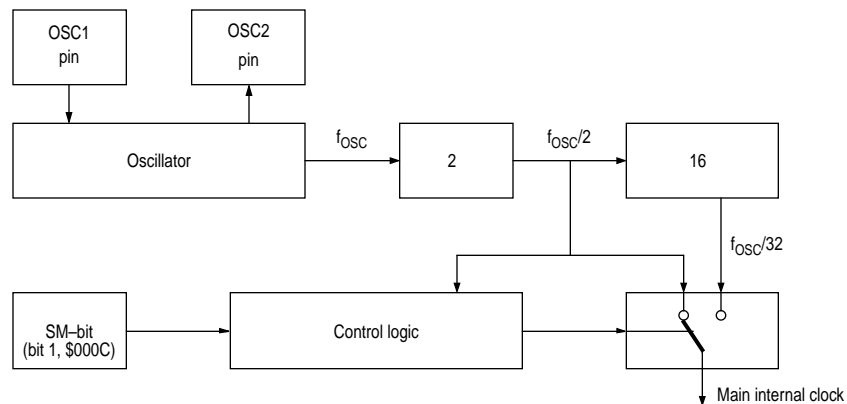 OSC1
pin
OSC2
pin
Oscillator
fOSC
2
fOSC/2
16
fOSC/32
SM–bit
(bit 1, $000C)
Control logic
Main internal clock